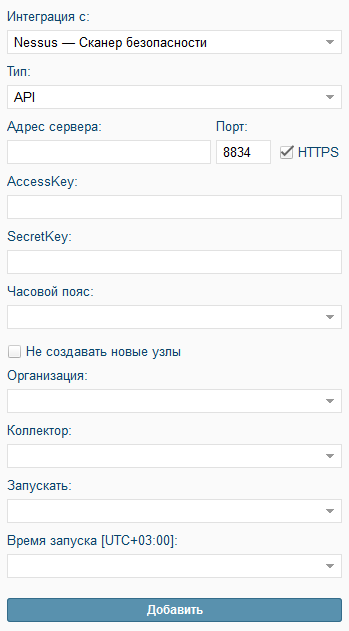 Интеграция с:
Nessus — Сканер безопасности
Тип:
API
Адрес сервера: Порт:
8834 HTTPS
AccessKey:
SecretKey:
Часовой пояс:
Не создавать новые узлы
Организация:
Коллектор:
Запускать:
Время запуска [UTC+03:00]:
Добавить